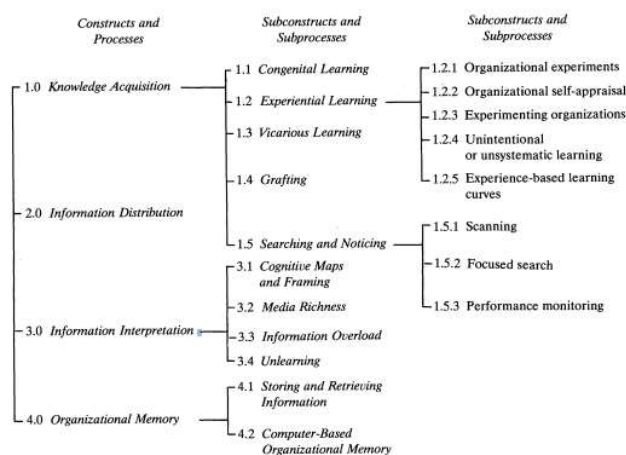 Constructs and Processes
Subconstructs and Subprocesses
Subconstructs and Subprocesses
1.0 Knowledge Acquisition
1.1 Congenital Learning
1.2 Experiential Learning
1.2.1 Organizational experiments
1.2.2 Organizational self-appraisal
1.2.3 Experimenting organizations
1.2.4 Unintentional
or unsystematic learning
1.2.5 Experience-based learning
curves
1.3 Vicarious Learning
1.4 Grafting
1.5 Searching and Noticing
1.5.1 Scanning
1.5.2 Focused search
1.5.3 Performance monitoring
2.0 Information Distribution
3.0 Information Interpretation
3.1 Cognitive Maps
and Framing
3.2 Media Richness
3.3 Information Overload
3.4 Unlearning
4.0 Organizational Memory
4.1 Storing and Retrieving
Information
4.2 Computer-Based
Organizational Memory